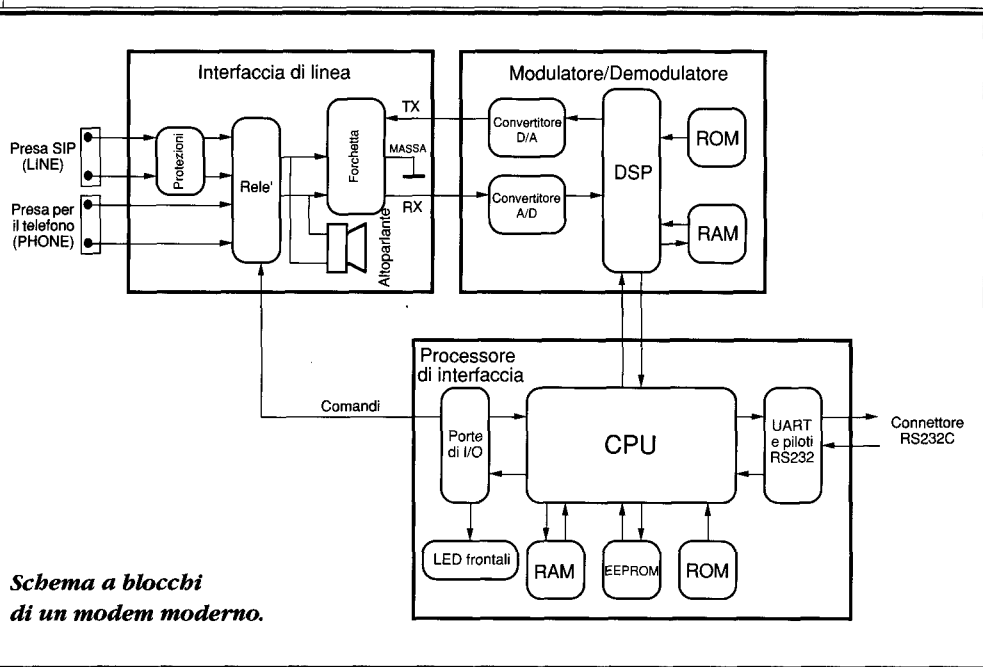 Interfaccia di linea
Presa SIP
(LINE)
Presa per
il telefono
(PHONE)
Protezioni
Rele'
Forchetta
Altoparlante
TX
MASSA
RX
Modulatore/Demodulatore
Convertitore
D/A
Convertitore
A/D
DSP
ROM
RAM
Processore
di interfaccia
Comandi
Porte
di I/O
CPU
UART
e piloti
RS232
Connettore
RS232C
LED frontali
RAM
EEPROM
ROM
Schema a blocchi
di un modem moderno.